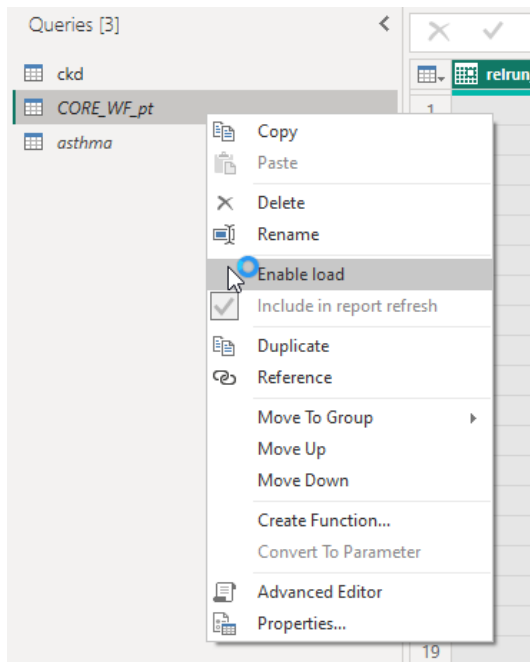 Queries [3]
relrun
ckd
CORE_WF_pt
1
asthma
Copy
Paste
Delete
Rename
Enable load
Include in report refresh
Duplicate
Reference
Move To Group
Move Up
Move Down
Create Function...
Convert To Parameter
Advanced Editor
Properties...
19